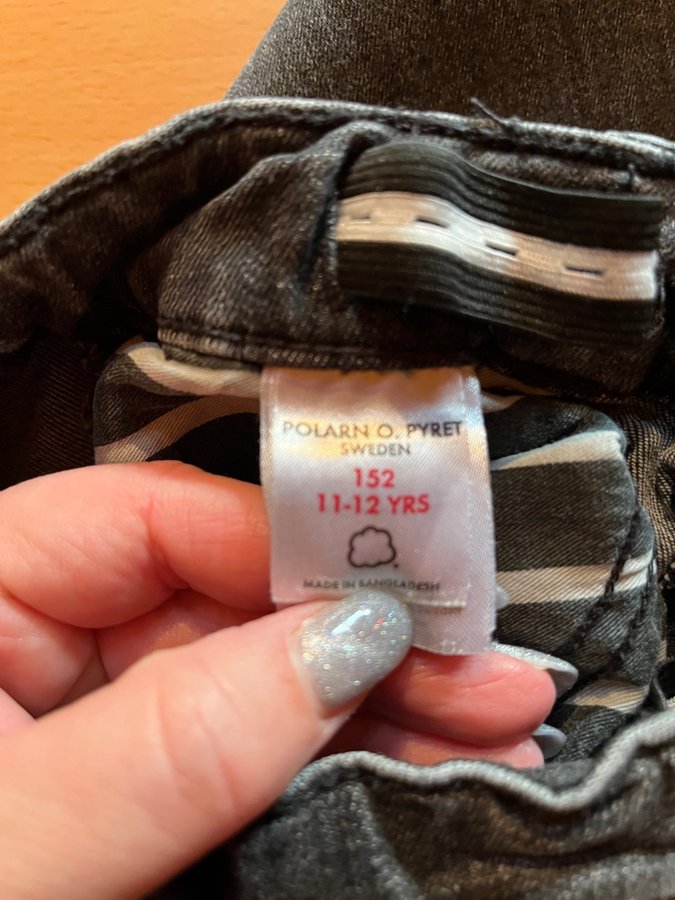 POLARN O. PYRET
SWEDEN
152
11-12 YRS
MADE IN BANGLADESH